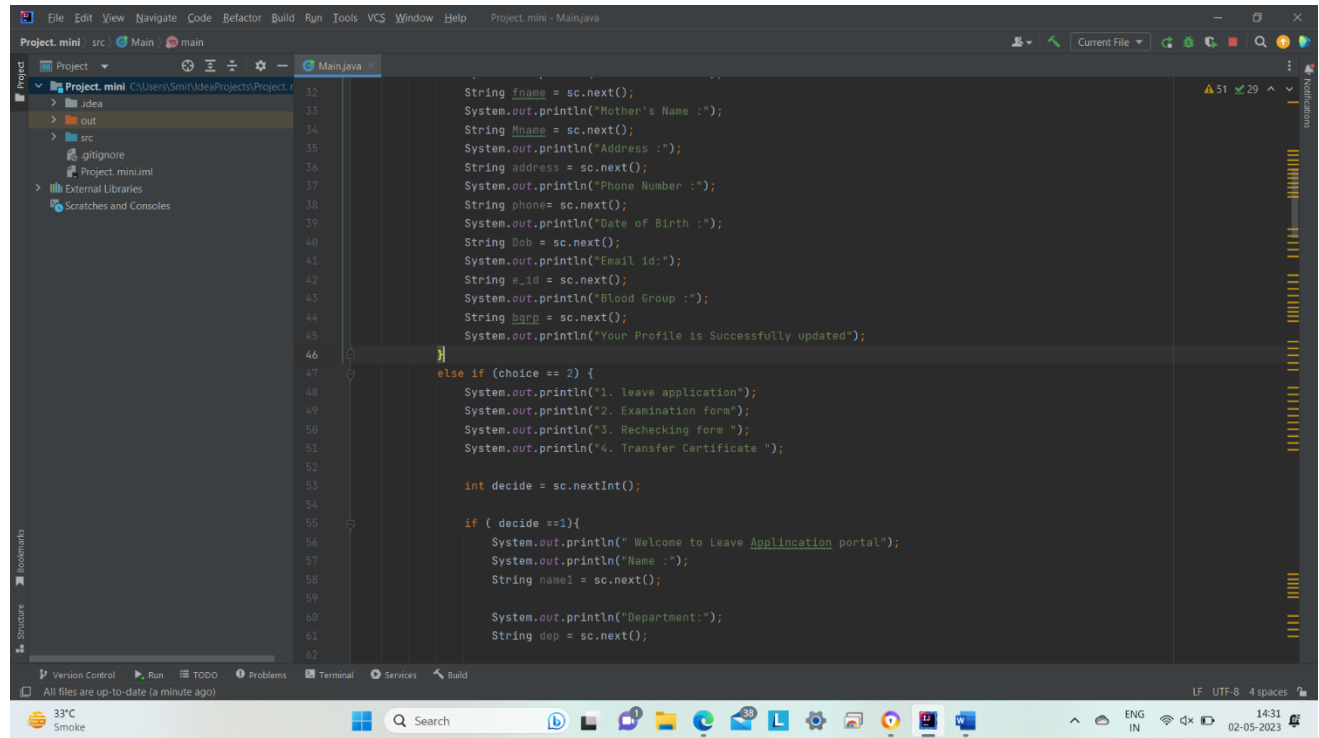 File Edit View Navigate Code Refactor Build Run Tools VCS Window Help Project. mini - Main.java
Project. mini src Main main Current File
Project Main.java
Project. mini C:\Users\Smit\IdeaProjects\Project. 
.idea
out
src
.gitignore
Project. mini.iml
External Libraries
Scratches and Consoles
51 29
32 String fname = sc.next();
33 System.out.println("Mother's Name :");
34 String Mname = sc.next();
35 System.out.println("Address :");
36 String address = sc.next();
37 System.out.println("Phone Number :");
38 String phone= sc.next();
39 System.out.println("Date of Birth :");
40 String Dob = sc.next();
41 System.out.println("Email id:");
42 String e_id = sc.next();
43 System.out.println("Blood Group :");
44 String bgrp = sc.next();
45 System.out.println("Your Profile is Successfully updated");
46 }
47 else if (choice == 2) {
48 System.out.println("1. leave application");
49 System.out.println("2. Examination form");
50 System.out.println("3. Rechecking form ");
51 System.out.println("4. Transfer Certificate ");
52
53 int decide = sc.nextInt();
54
55 if ( decide ==1){
56 System.out.println(" Welcome to Leave Applincation portal");
57 System.out.println("Name :");
58 String name1 = sc.next();
59
60 System.out.println("Department:");
61 String dep = sc.next();
62
Project
Bookmarks
Structure
Notifications
Version Control Run TODO Problems Terminal Services Build
All files are up-to-date (a minute ago) LF UTF-8 4 spaces
33°C
Smoke
Search
1
38
L
W
ENG
IN
14:31
02-05-2023